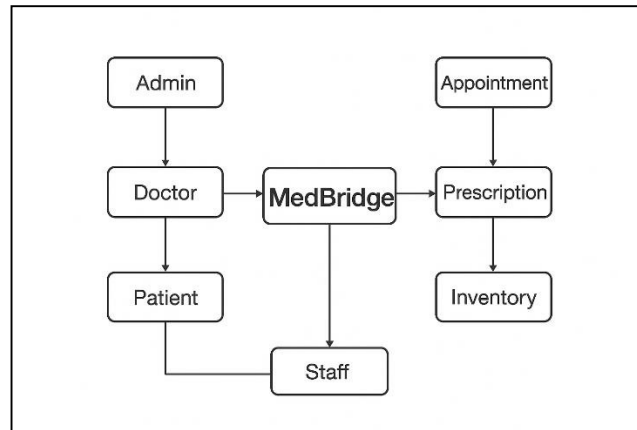 Admin
Appointment
Doctor
MedBridge
Prescription
Patient
Inventory
Staff